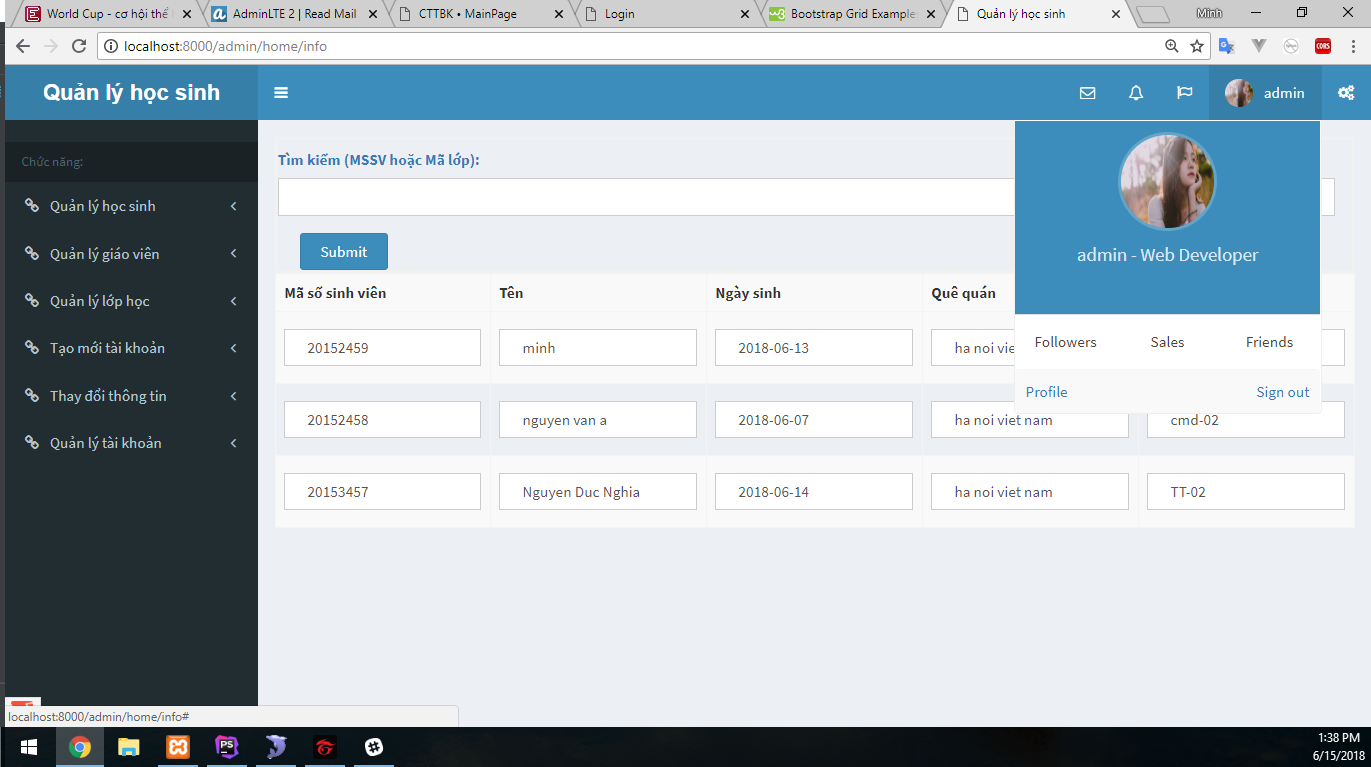 World Cup - cơ hội thể
AdminLTE 2 | Read Mail
CTTBK • MainPage
Login
Bootstrap Grid Example
Quản lý học sinh
Minh
localhost:8000/admin/home/info
CORS
Quản lý học sinh
admin
Chức năng:
Quản lý học sinh
Quản lý giáo viên
Quản lý lớp học
Tạo mới tài khoản
Thay đổi thông tin
Quản lý tài khoản
Tìm kiếm (MSSV hoặc Mã lớp):
Submit
admin - Web Developer
Followers Sales Friends
Profile Sign out
Mã số sinh viên Tên Ngày sinh Quê quán
20152459 minh 2018-06-13 ha noi vie
20152458 nguyen van a 2018-06-07 ha noi viet nam cmd-02
20153457 Nguyen Duc Nghia 2018-06-14 ha noi viet nam TT-02
localhost:8000/admin/home/info#
PS
1:38 PM
6/15/2018